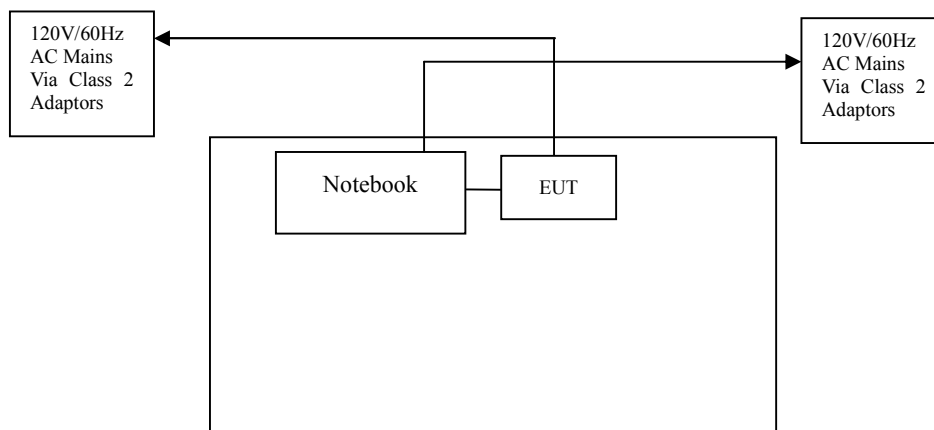 120V/60Hz
AC Mains
Via Class 2
Adaptors
120V/60Hz
AC Mains
Via Class 2
Adaptors
Notebook
EUT